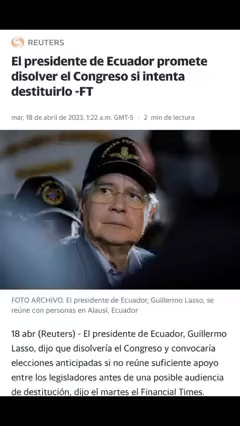 REUTERS
El presidente de Ecuador promete
disolver el Congreso si intenta
destituirlo -FT
mar, 18 de abril de 2023, 1:22 a.m. GMT-5 · 2 min de lectura
FOTO ARCHIVO. El presidente de Ecuador, Guillermo Lasso, se
reúne con personas en Alausí, Ecuador
18 abr (Reuters) - El presidente de Ecuador, Guillermo
Lasso, dijo que disolvería el Congreso y convocaría
elecciones anticipadas si no reúne suficiente apoyo
entre los legisladores antes de una posible audiencia
de destitución, dijo el martes el Financial Times.